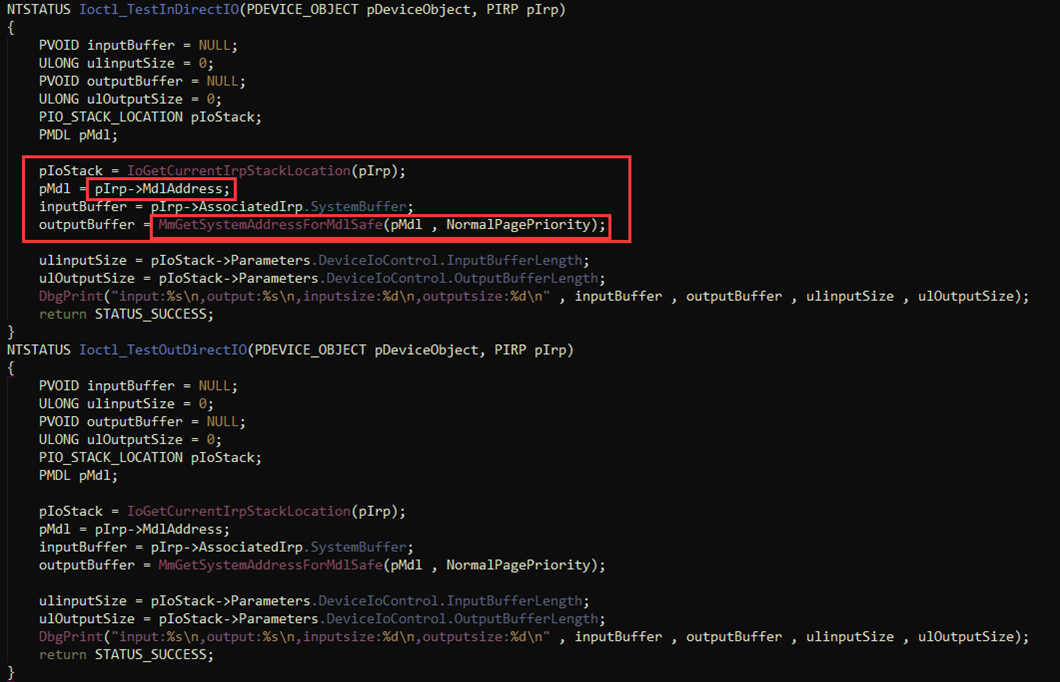 NTSTATUS Ioctl_TestInDirectIO(PDEVICE_OBJECT pDeviceObject, PIRP pIrp)
{
PVOID inputBuffer = NULL;
ULONG ulinputSize = 0;
PVOID outputBuffer = NULL;
ULONG ulOutputSize = 0;
PIO_STACK_LOCATION pIoStack;
PMDL pMdl;
pIoStack = IoGetCurrentIrpStackLocation(pIrp);
pMdl = pIrp->MdlAddress;
inputBuffer = pIrp->AssociatedIrp.SystemBuffer;
outputBuffer = MmGetSystemAddressForMdlSafe(pMdl , NormalPagePriority);
ulinputSize = pIoStack->Parameters.DeviceIoControl.InputBufferLength;
ulOutputSize = pIoStack->Parameters.DeviceIoControl.OutputBufferLength;
DbgPrint("input:%s\n,output:%s\n,inputsize:%d\n,outputsize:%d\n" , inputBuffer , outputBuffer , ulinputSize , ulOutputSize);
return STATUS_SUCCESS;
}
NTSTATUS Ioctl_TestOutDirectIO(PDEVICE_OBJECT pDeviceObject, PIRP pIrp)
{
PVOID inputBuffer = NULL;
ULONG ulinputSize = 0;
PVOID outputBuffer = NULL;
ULONG ulOutputSize = 0;
PIO_STACK_LOCATION pIoStack;
PMDL pMdl;
pIoStack = IoGetCurrentIrpStackLocation(pIrp);
pMdl = pIrp->MdlAddress;
inputBuffer = pIrp->AssociatedIrp.SystemBuffer;
outputBuffer = MmGetSystemAddressForMdlSafe(pMdl , NormalPagePriority);
ulinputSize = pIoStack->Parameters.DeviceIoControl.InputBufferLength;
ulOutputSize = pIoStack->Parameters.DeviceIoControl.OutputBufferLength;
DbgPrint("input:%s\n,output:%s\n,inputsize:%d\n,outputsize:%d\n" , inputBuffer , outputBuffer , ulinputSize , ulOutputSize);
return STATUS_SUCCESS;
}